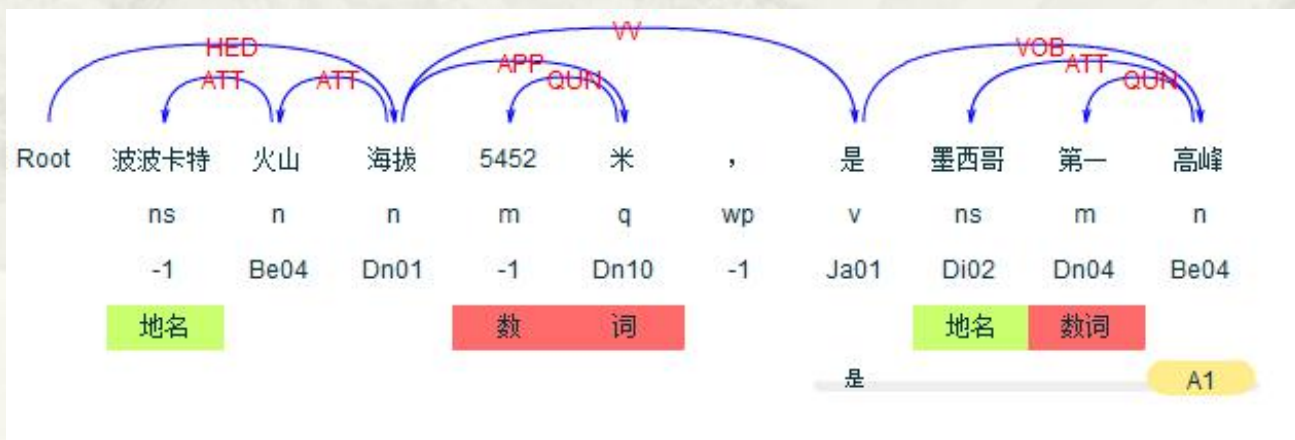 VV
HED APP VOB
ATT ATT QUN ATT QUN
Root 波波卡特 火山 海拔 5452 米 , 是 墨西哥 第一 高峰
ns n n m q wp v ns m n
-1 Be04 Dn01 -1 Dn10 -1 Ja01 Di02 Dn04 Be04
地名 数 词 地名 数词
是 A1